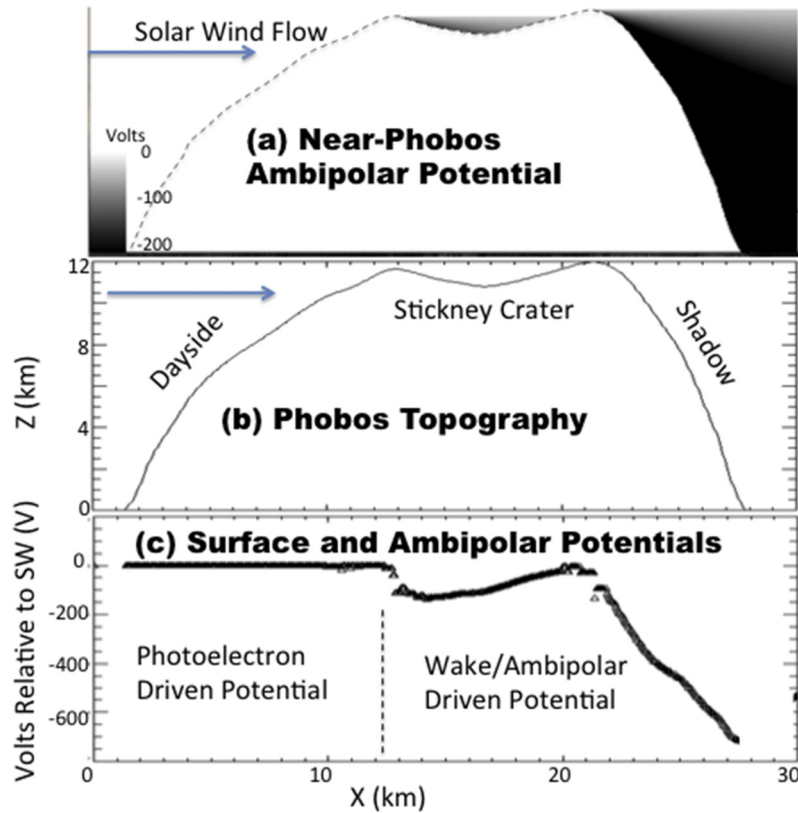 Solar Wind Flow
Volts
0
-100
-200
(a) Near-Phobos
Ambipolar Potential
12
8
4
0
Z (km)
Dayside
Stickney Crater
Shadow
(b) Phobos Topography
(c) Surface and Ambipolar Potentials
0
-200
-400
-600
Volts Relative to SW (V)
Photoelectron
Driven Potential
Wake/Ambipolar
Driven Potential
0 10 20 30
X (km)